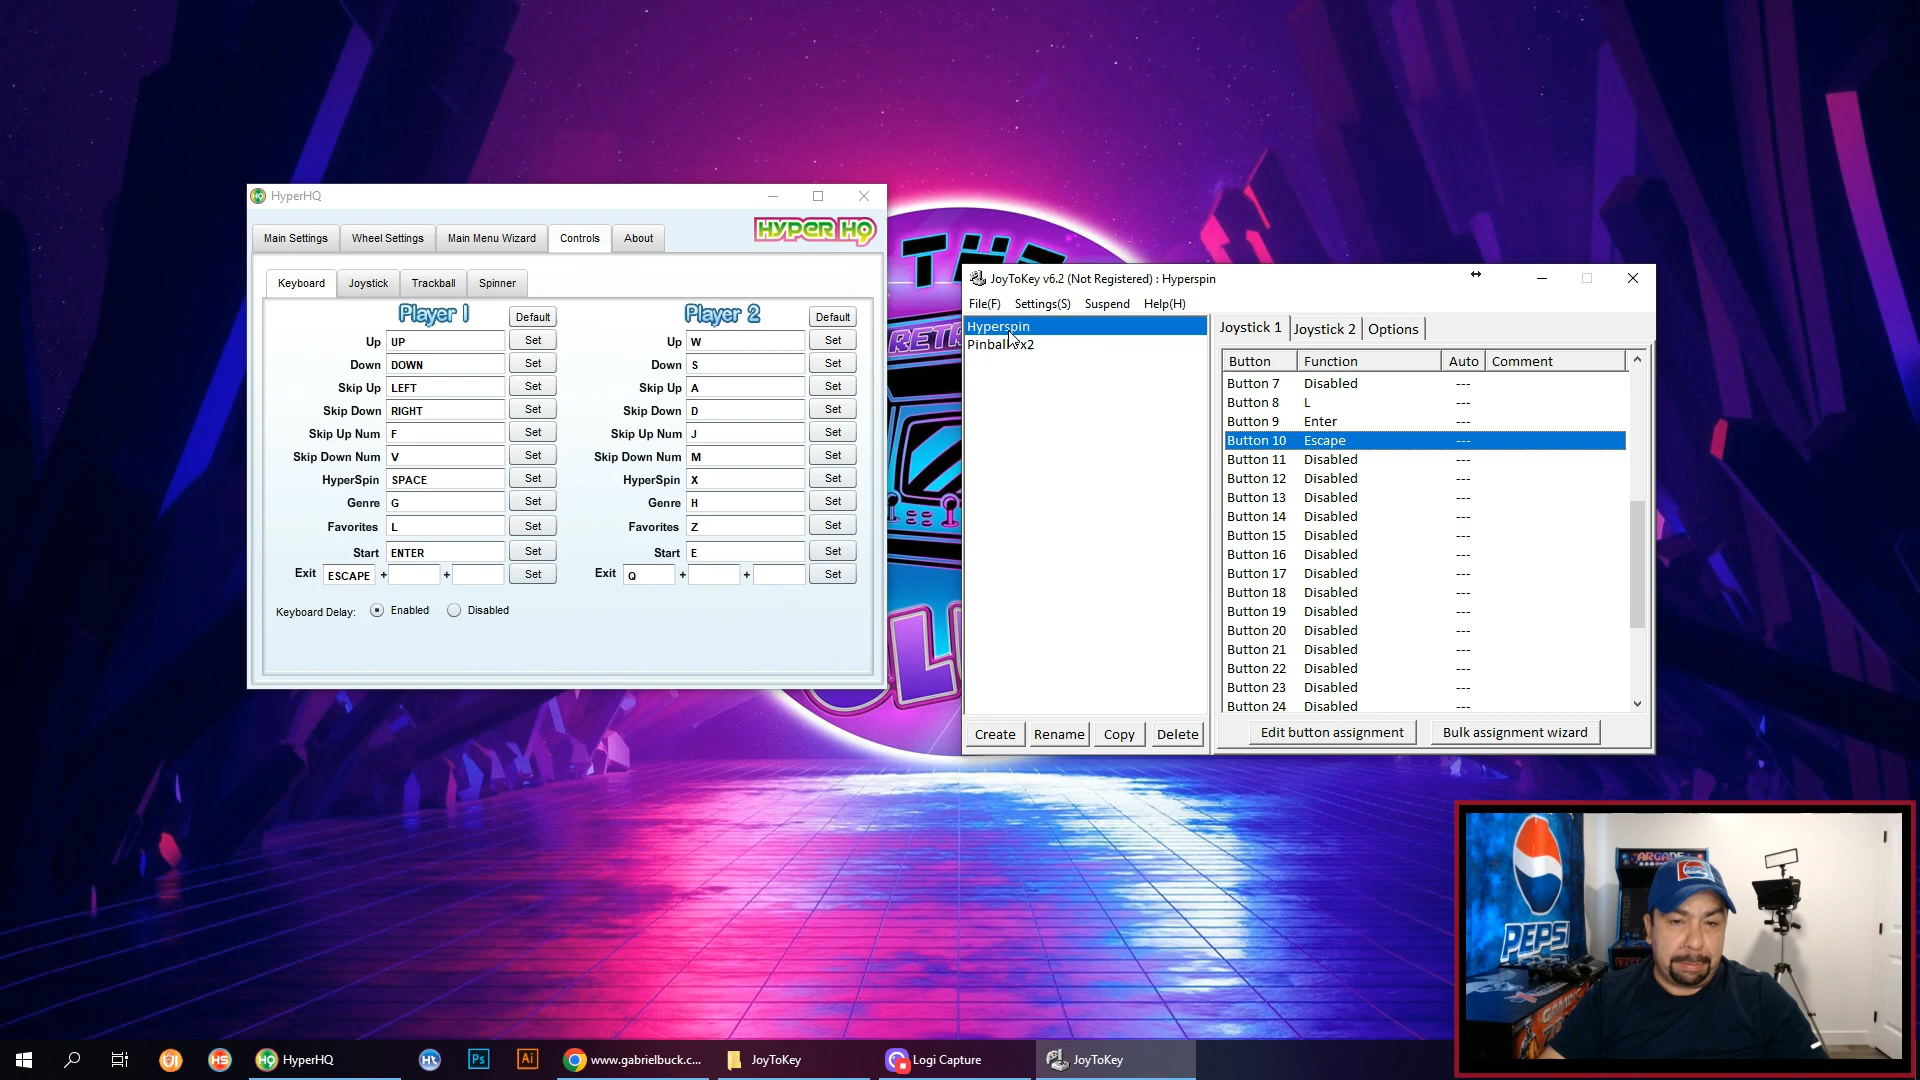 HyperHQ
Main Settings
Wheel Settings
Main Menu Wizard
Controls
About
HYPER HQ
Keyboard
Joystick
Trackball
Spinner
Player 1
Default
Player 2
Default
Up UP Set
Up W Set
Down DOWN Set
Down S Set
Skip Up LEFT Set
Skip Up A Set
Skip Down RIGHT Set
Skip Down D Set
Skip Up Num F Set
Skip Up Num J Set
Skip Down Num V Set
Skip Down Num M Set
HyperSpin SPACE Set
HyperSpin X Set
Genre G Set
Genre H Set
Favorites L Set
Favorites Z Set
Start ENTER Set
Start E Set
Exit ESCAPE + + Set
Exit Q + + Set
Keyboard Delay: Enabled Disabled
THE
RETR
JoyToKey v6.2 (Not Registered) : Hyperspin
File(F) Settings(S) Suspend Help(H)
Hyperspin
Joystick 1 Joystick 2 Options
Button Function Auto Comment
Button 7 Disabled ---
Button 8 L ---
Button 9 Enter ---
Button 10 Escape ---
Button 11 Disabled ---
Button 12 Disabled ---
Button 13 Disabled ---
Button 14 Disabled ---
Button 15 Disabled ---
Button 16 Disabled ---
Button 17 Disabled ---
Button 18 Disabled ---
Button 19 Disabled ---
Button 20 Disabled ---
Button 21 Disabled ---
Button 22 Disabled ---
Button 23 Disabled ---
Button 24 Disabled ---
Create Rename Copy Delete
Edit button assignment Bulk assignment wizard
ARCADE
PEPSI
PEPSI
HS
HyperHQ
Ht
Ps
Ai
www.gabrielbuck.c...
JoyToKey
Logi Capture
JoyToKey